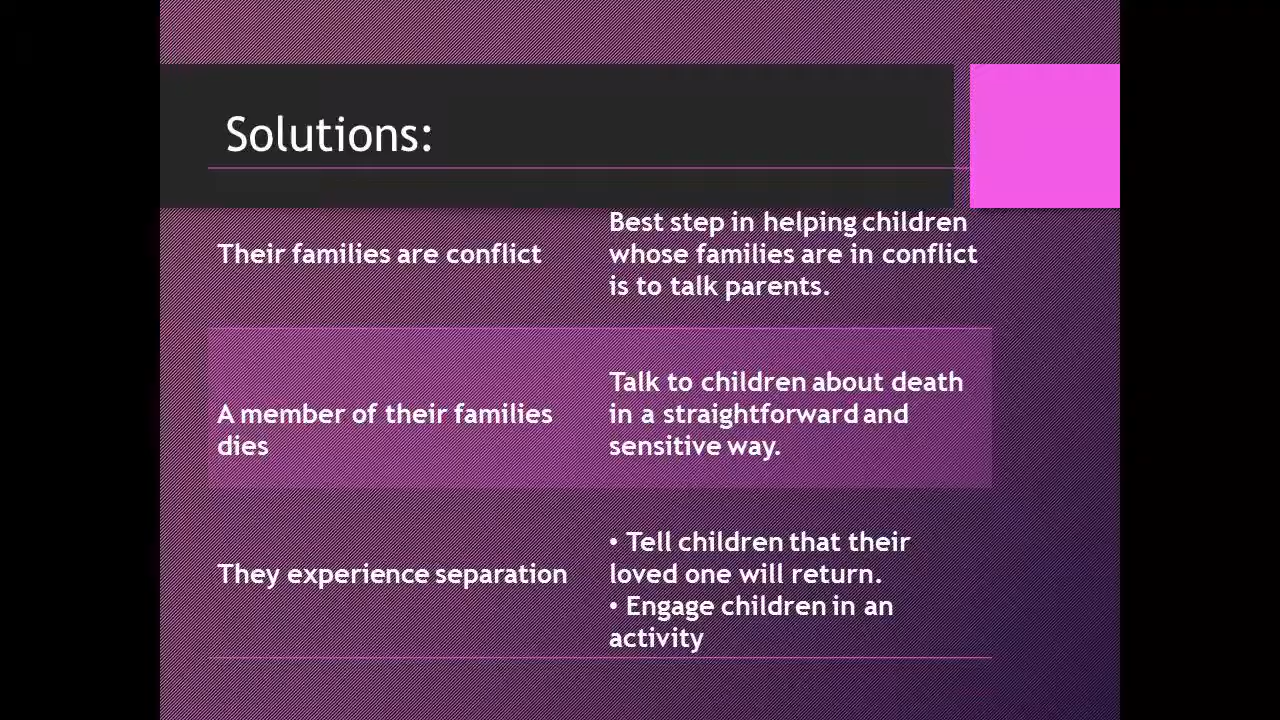 Solutions:
Their families are conflict
Best step in helping children
whose families are in conflict
is to talk parents.
A member of their families
dies
Talk to children about death
in a straightforward and
sensitive way.
They experience separation
• Tell children that their
loved one will return.
• Engage children in an
activity